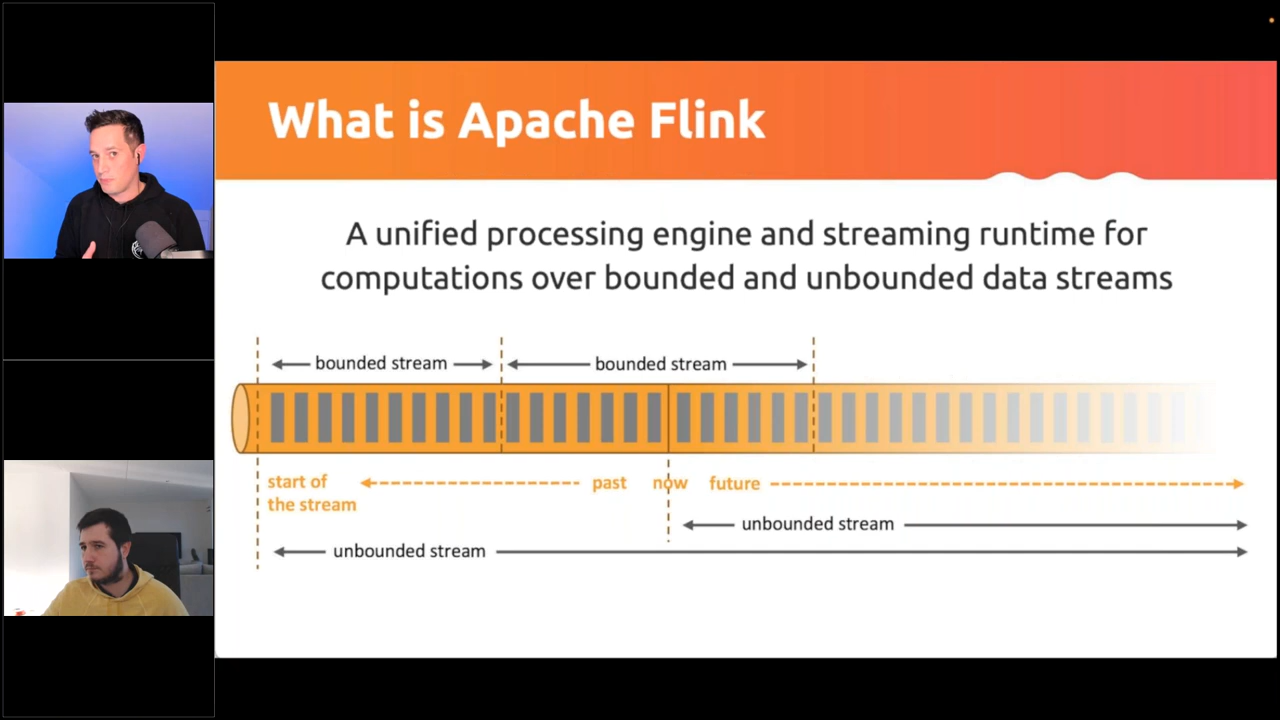 What is Apache Flink
A unified processing engine and streaming runtime for
computations over bounded and unbounded data streams
bounded stream
bounded stream
start of
the stream
past
now
future
unbounded stream
unbounded stream